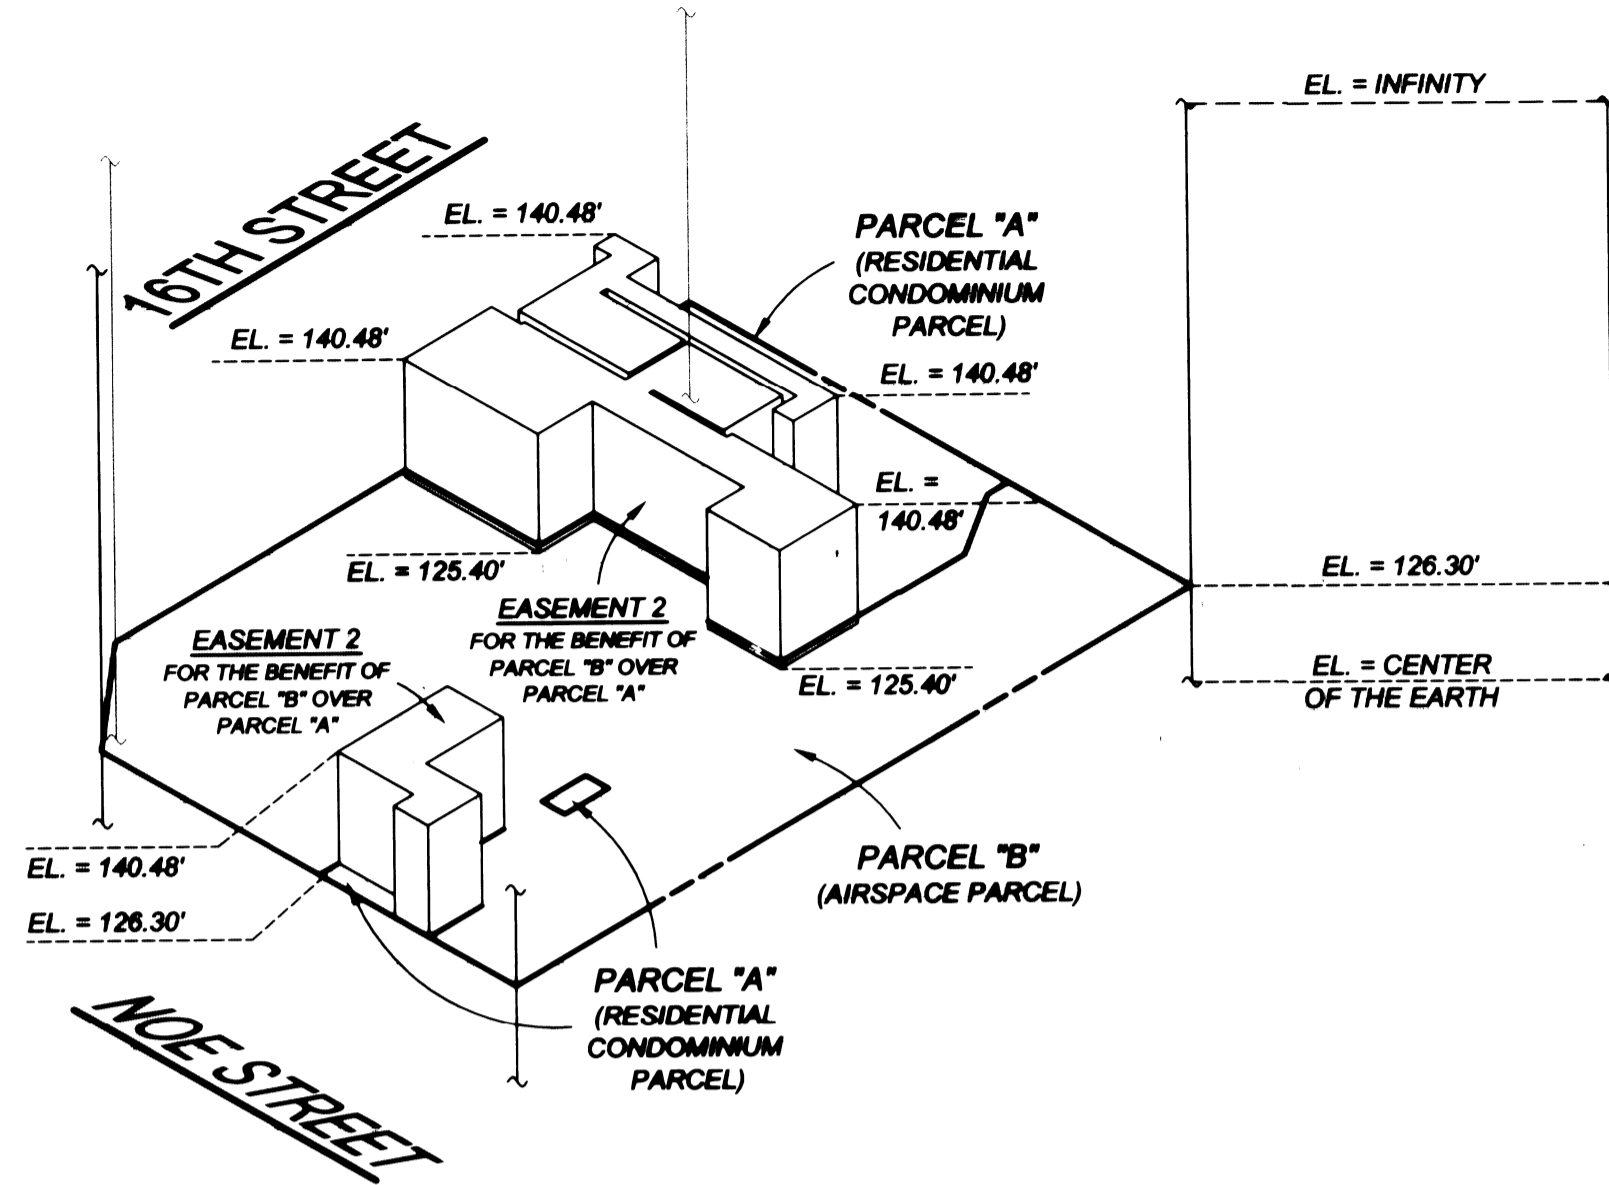 EL. = INFINITY
16TH STREET
EL. = 140.48'
PARCEL "A"
(RESIDENTIAL
CONDOMINIUM
PARCEL)
EL. = 140.48'
EL. = 140.48'
EL. =
140.48'
EL. = 125.40'
EL. = 126.30'
EASEMENT 2
FOR THE BENEFIT OF
PARCEL "B" OVER
PARCEL "A"
EASEMENT 2
FOR THE BENEFIT OF
PARCEL "B" OVER
PARCEL "A"
EL. = 125.40'
EL. = CENTER
OF THE EARTH
EL. = 140.48'
EL. = 126.30'
PARCEL "B"
(AIRSPACE PARCEL)
PARCEL "A"
(RESIDENTIAL
CONDOMINIUM
PARCEL)
NOE STREET